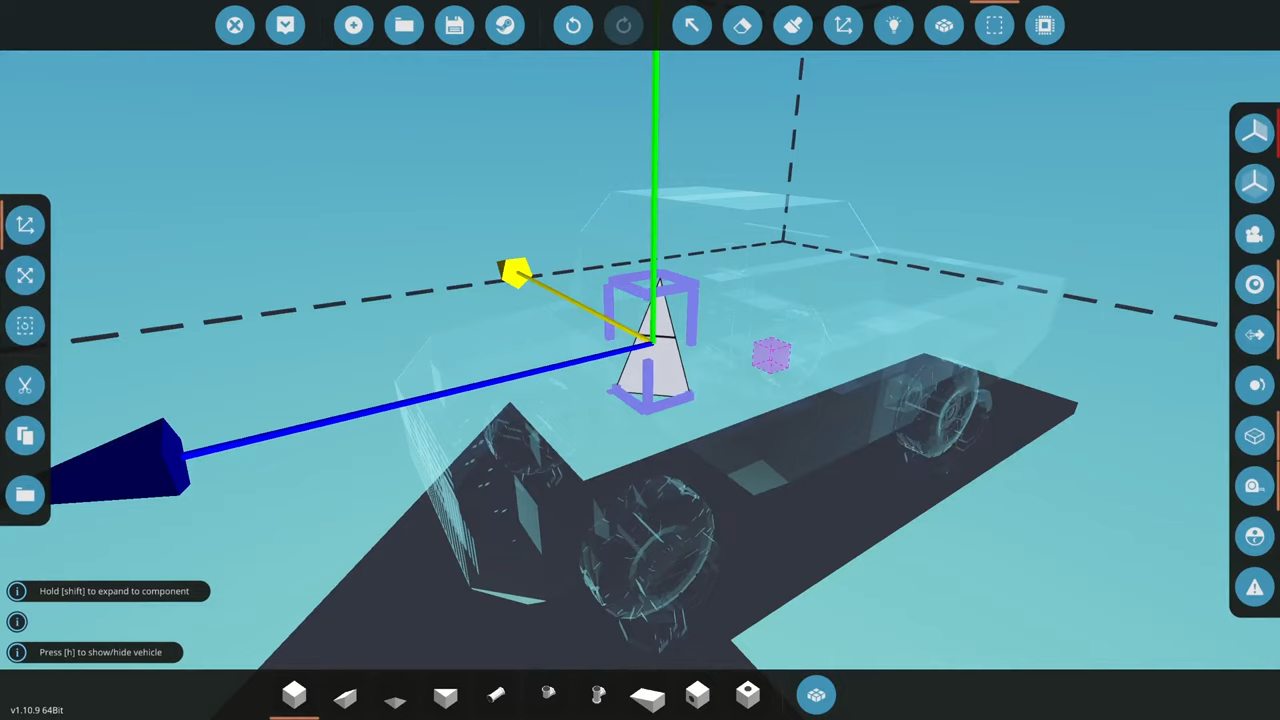 Hold [shift] to expand to component
Press [h] to show/hide vehicle
v1.10.9 64Bit